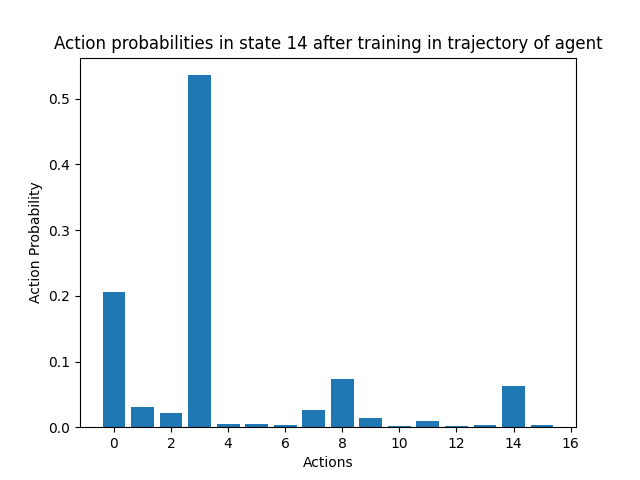 Action probabilities in state 14 after training in trajectory of agent
Action Probability
0.5
0.4
0.3
0.2
0.1
0.0
0 2 4 6 8 10 12 14 16
Actions